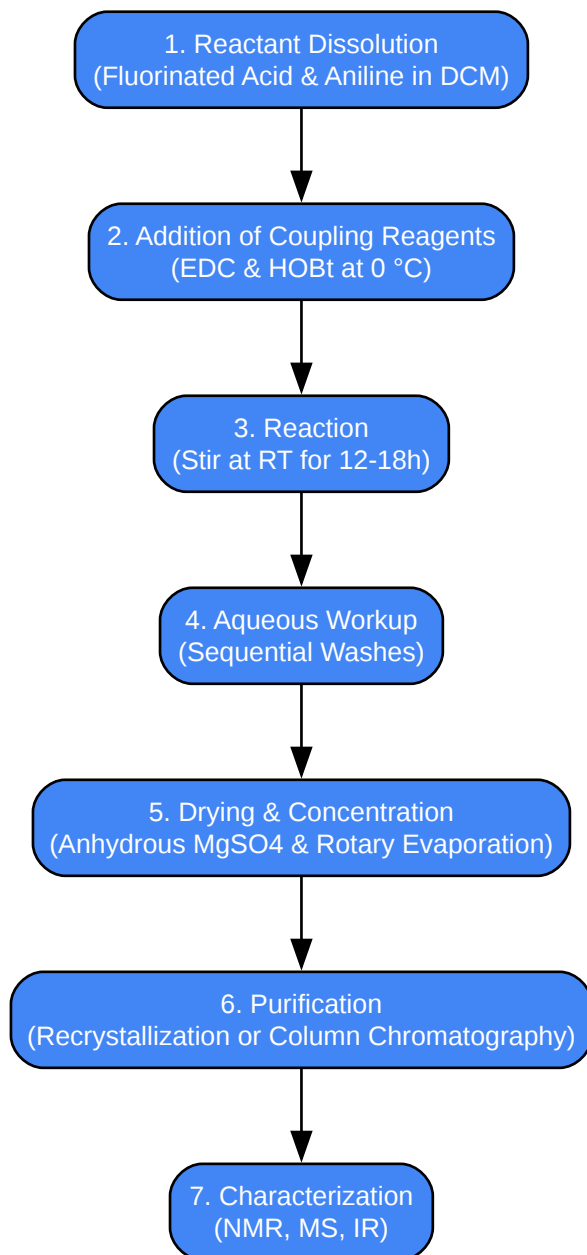 1. Reactant Dissolution
(Fluorinated Acid & Aniline in DCM)
2. Addition of Coupling Reagents
(EDC & HOBt at 0 °C)
3. Reaction
(Stir at RT for 12-18h)
4. Aqueous Workup
(Sequential Washes)
5. Drying & Concentration
(Anhydrous MgSO4 & Rotary Evaporation)
6. Purification
(Recrystallization or Column Chromatography)
7. Characterization
(NMR, MS, IR)